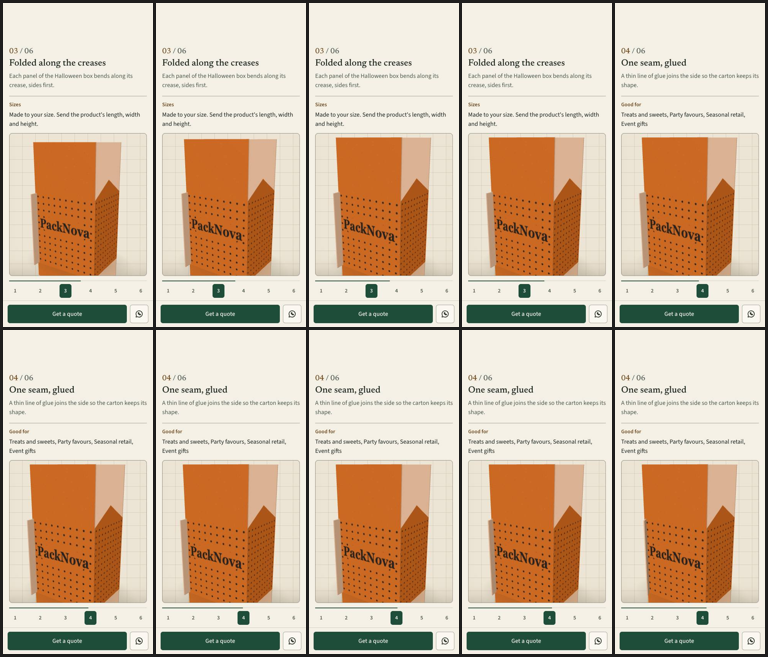 03 / 06
Folded along the creases
Each panel of the Halloween box bends along its
crease, sides first.
Sizes
Made to your size. Send the product's length, width
and height.
PackNova
1 2 3 4 5 6
Get a quote
03 / 06
Folded along the creases
Each panel of the Halloween box bends along its
crease, sides first.
Sizes
Made to your size. Send the product's length, width
and height.
PackNova
1 2 3 4 5 6
Get a quote
03 / 06
Folded along the creases
Each panel of the Halloween box bends along its
crease, sides first.
Sizes
Made to your size. Send the product's length, width
and height.
PackNova
1 2 3 4 5 6
Get a quote
03 / 06
Folded along the creases
Each panel of the Halloween box bends along its
crease, sides first.
Sizes
Made to your size. Send the product's length, width
and height.
PackNova
1 2 3 4 5 6
Get a quote
04 / 06
One seam, glued
A thin line of glue joins the side so the carton keeps its
shape.
Good for
Treats and sweets, Party favours, Seasonal retail,
Event gifts
PackNova
1 2 3 4 5 6
Get a quote
04 / 06
One seam, glued
A thin line of glue joins the side so the carton keeps its
shape.
Good for
Treats and sweets, Party favours, Seasonal retail,
Event gifts
PackNova
1 2 3 4 5 6
Get a quote
04 / 06
One seam, glued
A thin line of glue joins the side so the carton keeps its
shape.
Good for
Treats and sweets, Party favours, Seasonal retail,
Event gifts
PackNova
1 2 3 4 5 6
Get a quote
04 / 06
One seam, glued
A thin line of glue joins the side so the carton keeps its
shape.
Good for
Treats and sweets, Party favours, Seasonal retail,
Event gifts
PackNova
1 2 3 4 5 6
Get a quote
04 / 06
One seam, glued
A thin line of glue joins the side so the carton keeps its
shape.
Good for
Treats and sweets, Party favours, Seasonal retail,
Event gifts
PackNova
1 2 3 4 5 6
Get a quote
04 / 06
One seam, glued
A thin line of glue joins the side so the carton keeps its
shape.
Good for
Treats and sweets, Party favours, Seasonal retail,
Event gifts
PackNova
1 2 3 4 5 6
Get a quote